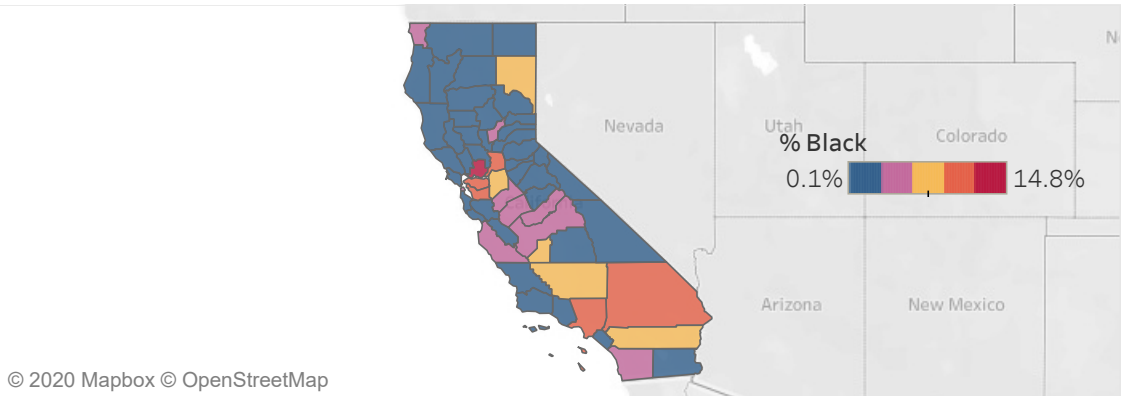 N
Nevada
Utah
Colorado
% Black
0.1%
14.8%
Arizona
New Mexico
© 2020 Mapbox © OpenStreetMap